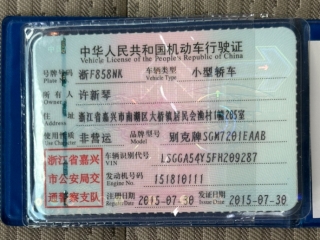 中华人民共和国机动车行驶证
Vehicle License of the People's Republic of China
号牌号码 浙F858NK 车辆类型 小型轿车
Plate No. Vehicle Type
所有人 许新琴
Owner
住址 浙江省嘉兴市南湖区大桥镇居民会 205室
Address
使用性质 非营运 品牌型号 别克牌SGM7201EAAB
Use Character Model
浙江省嘉兴市公安局交通警察支队
车辆识别代号 LSGGA54Y5FH209287
VIN
发动机号码 151810111
Engine No.
注册日期 2015-07-30 发证日期 2015-07-30
Register Date Issue Date